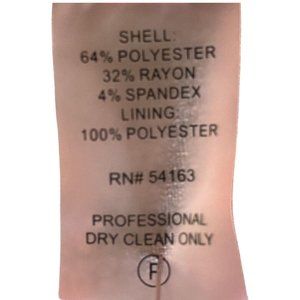 SHELL:
64% POLYESTER
32% RAYON
4% SPANDEX
LINING:
100% POLYESTER
RN# 54163
PROFESSIONAL
DRY CLEAN ONLY
F